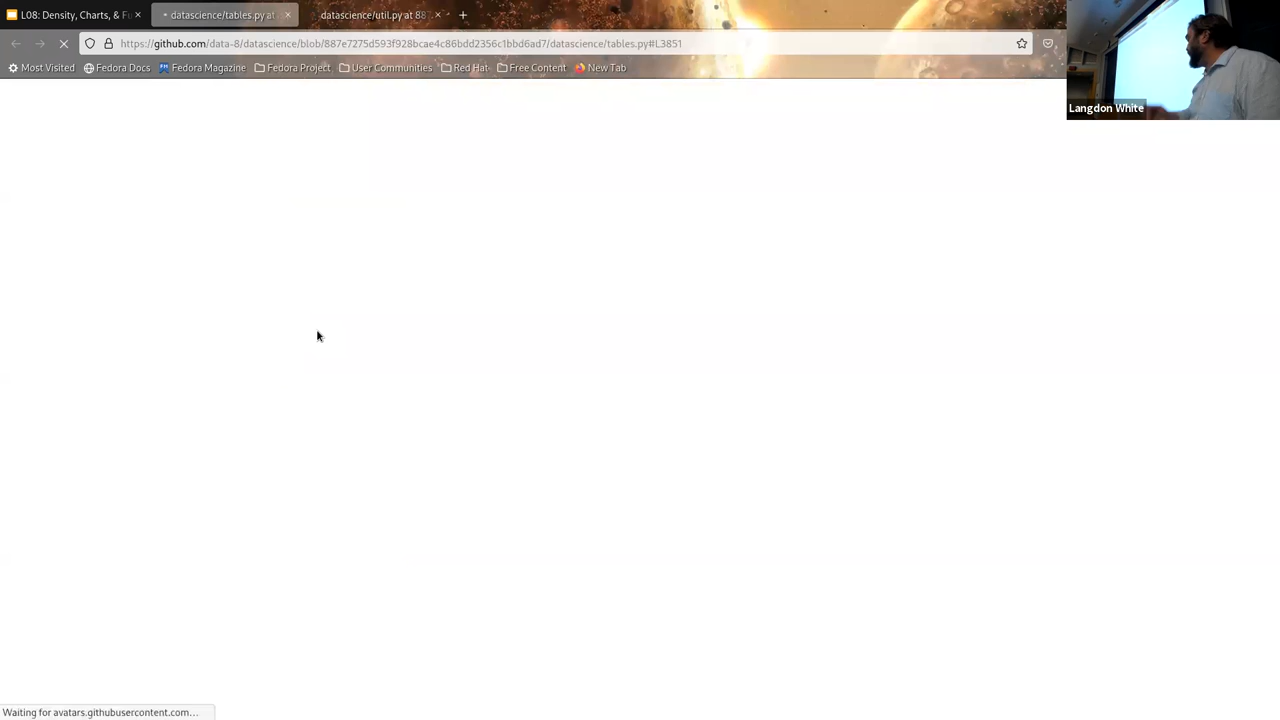 L08: Density, Charts, & Fu
datascience/tables.py at
datascience/util.py at 887
https://github.com/data-8/datascience/blob/887e7275d593f928bcae4c86bdd2356c1bbd6ad7/datascience/tables.py#L3851
Most Visited Fedora Docs Fedora Magazine Fedora Project User Communities Red Hat Free Content New Tab
Langdon White
Waiting for avatars.githubusercontent.com...